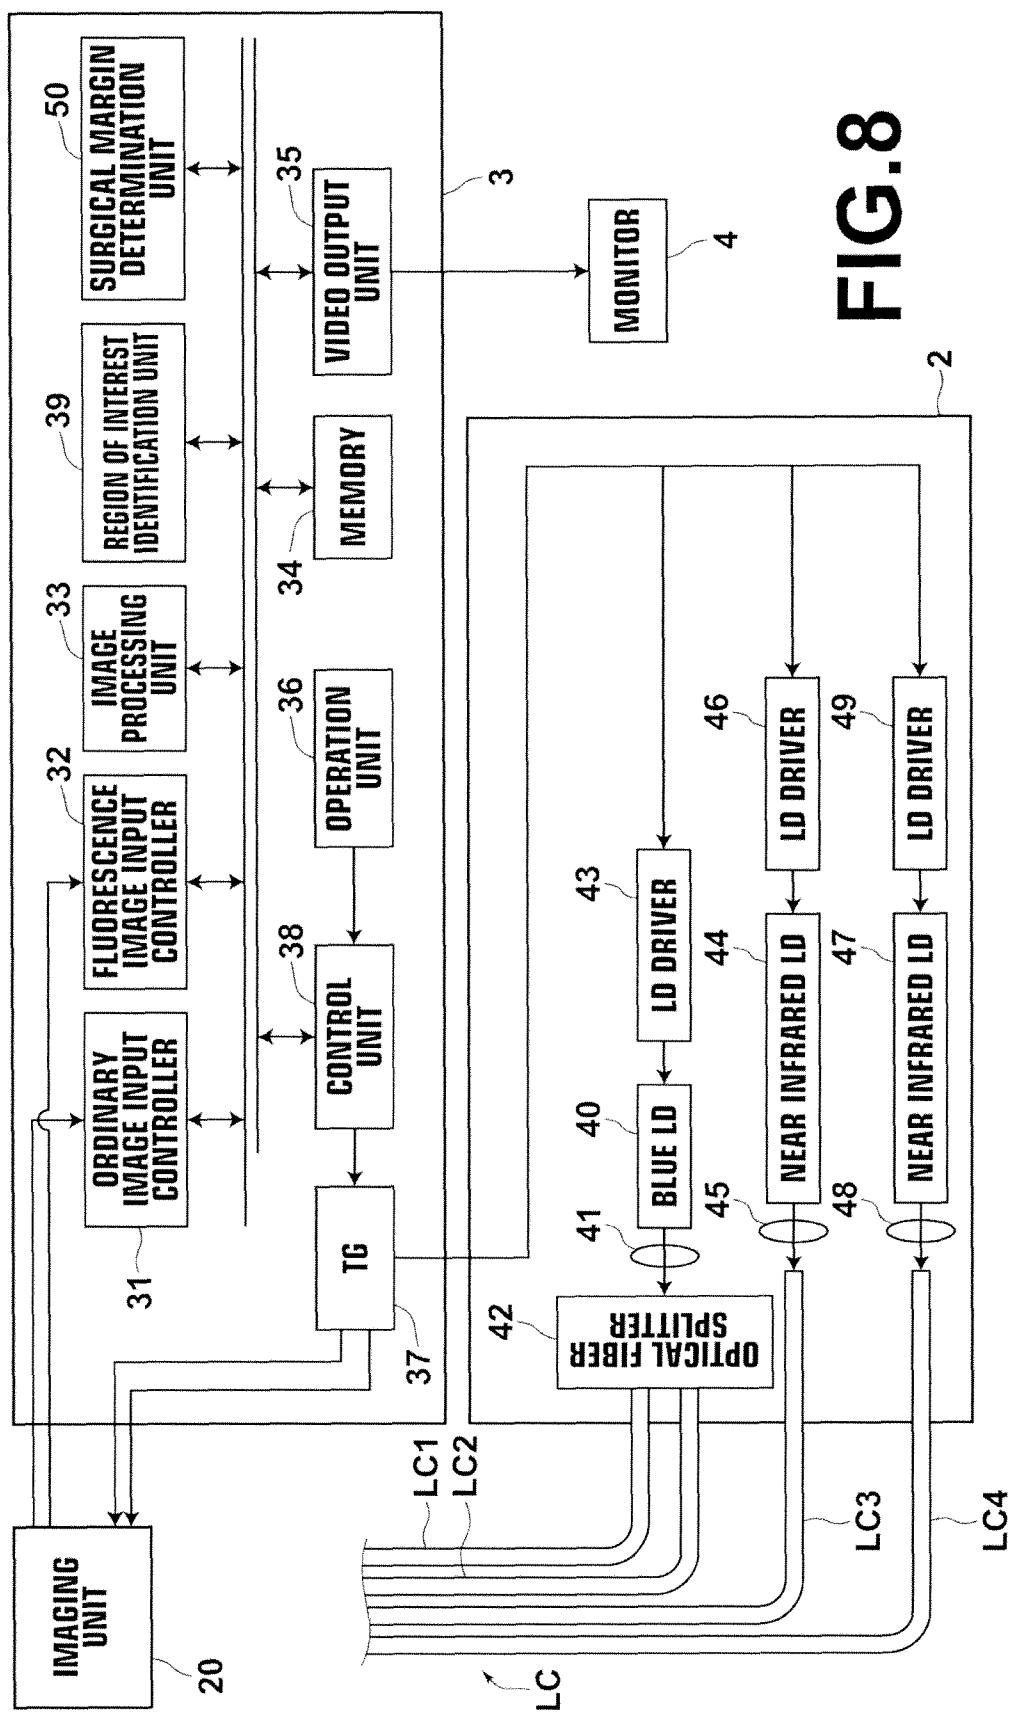 IMAGING
UNIT
20
ORDINARY
IMAGE INPUT
CONTROLLER
31
FLUORESCENCE
IMAGE INPUT
CONTROLLER
32
IMAGE
PROCESSING
UNIT
33
REGION OF INTEREST
IDENTIFICATION UNIT
39
SURGICAL MARGIN
DETERMINATION
UNIT
50
TG
37
CONTROL
UNIT
38
OPERATION
UNIT
36
MEMORY
34
VIDEO OUTPUT
UNIT
35
3
MONITOR
4
LC1
LC2
LC3
LC4
LC
OPTICAL FIBER
SPLITTER
42
41
BLUE LD
40
LD DRIVER
43
45
NEAR INFRARED LD
44
LD DRIVER
46
48
NEAR INFRARED LD
47
LD DRIVER
49
2
FIG.8